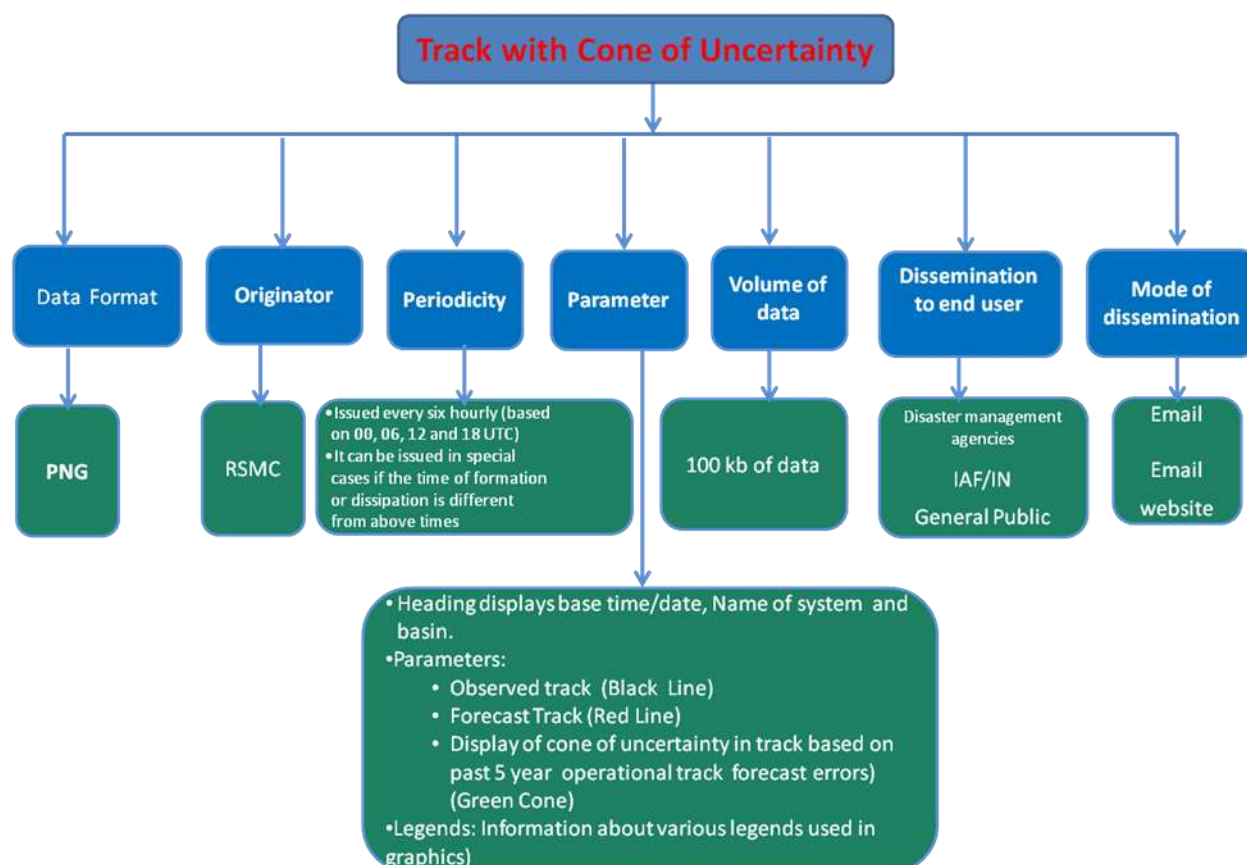 Track with Cone of Uncertainty
Data Format
Originator
Periodicity
Parameter
Volume of
data
Dissemination
to end user
Mode of
dissemination
PNG
RSMC
•Issued every six hourly (based
on 00, 06, 12 and 18 UTC)
•It can be issued in special
cases if the time of formation
or dissipation is different
from above times
100 kb of data
Disaster management
agencies
IAF/IN
General Public
Email
Email
website
• Heading displays base time/date, Name of system and
basin.
•Parameters:
• Observed track (Black Line)
• Forecast Track (Red Line)
• Display of cone of uncertainty in track based on
past 5 year operational track forecast errors)
(Green Cone)
•Legends: Information about various legends used in
graphics)